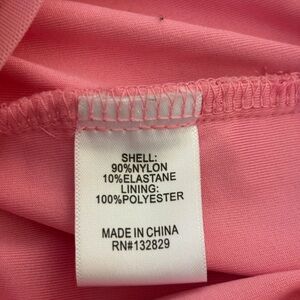 SHELL:
90%NYLON
10%ELASTANE
LINING:
100%POLYESTER
MADE IN CHINA
RN#132829